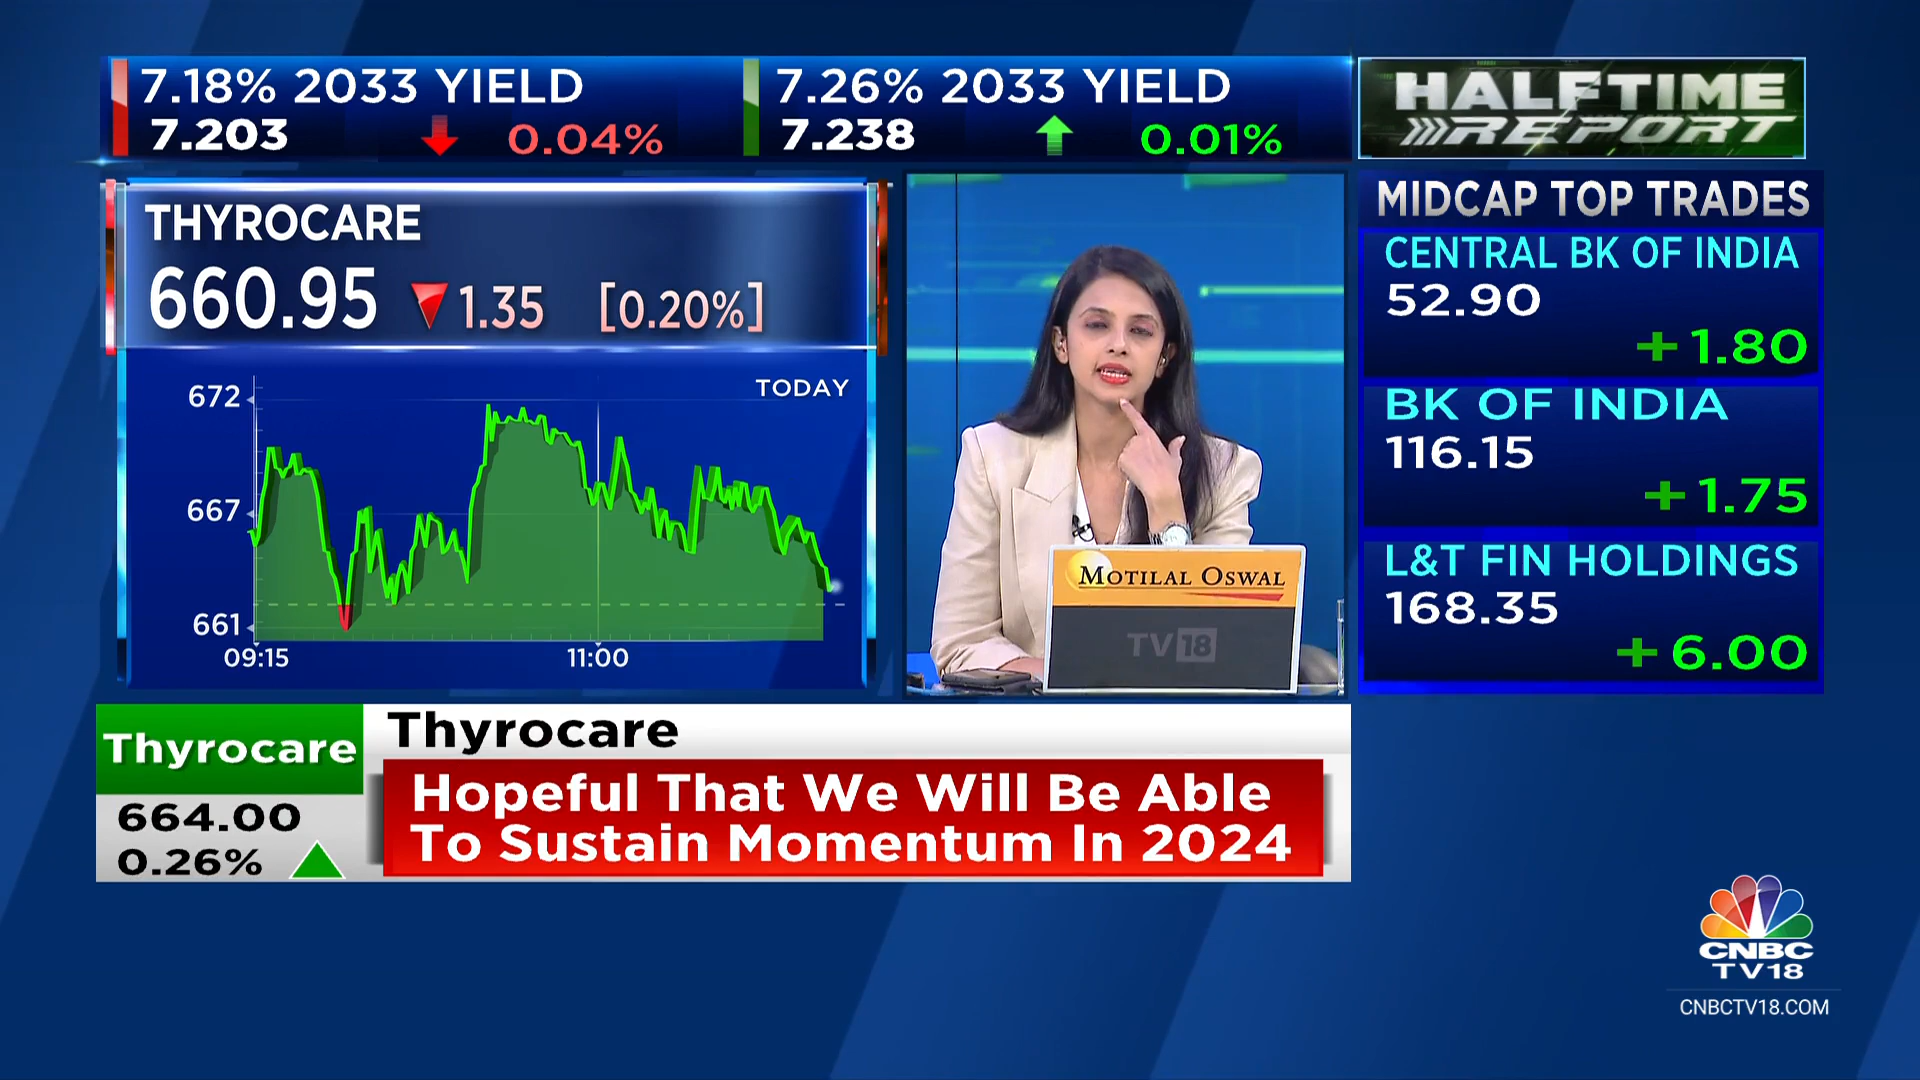 7.18% 2033 YIELD
7.203 0.04%
7.26% 2033 YIELD
7.238 0.01%
HALFTIME
REPORT
THYROCARE
660.95 1.35 [0.20%]
TODAY
672
667
661
09:15 11:00
MOTILAL OSWAL
TV18
MIDCAP TOP TRADES
CENTRAL BK OF INDIA
52.90
+1.80
BK OF INDIA
116.15
+1.75
L&T FIN HOLDINGS
168.35
+6.00
Thyrocare
664.00
0.26%
Thyrocare
Hopeful That We Will Be Able
To Sustain Momentum In 2024
CNBC
TV18
CNBCTV18.COM